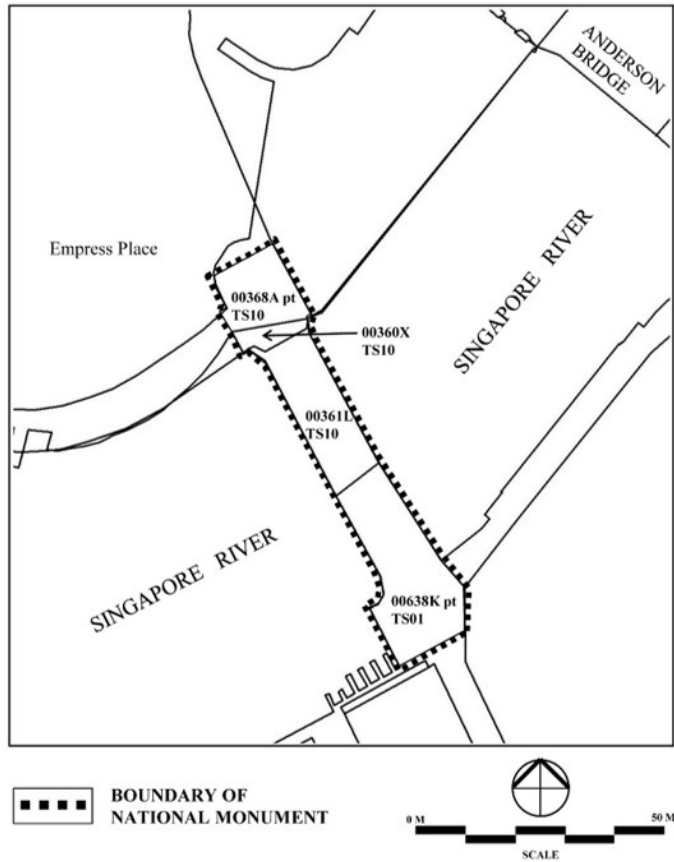 ANDERSON
BRIDGE
SINGAPORE RIVER
Empress Place
00368A pt
TS10
00360X
TS10
00361L
TS10
SINGAPORE RIVER
00638K pt
TS01
BOUNDARY OF
NATIONAL MONUMENT
0 M
50 M
SCALE